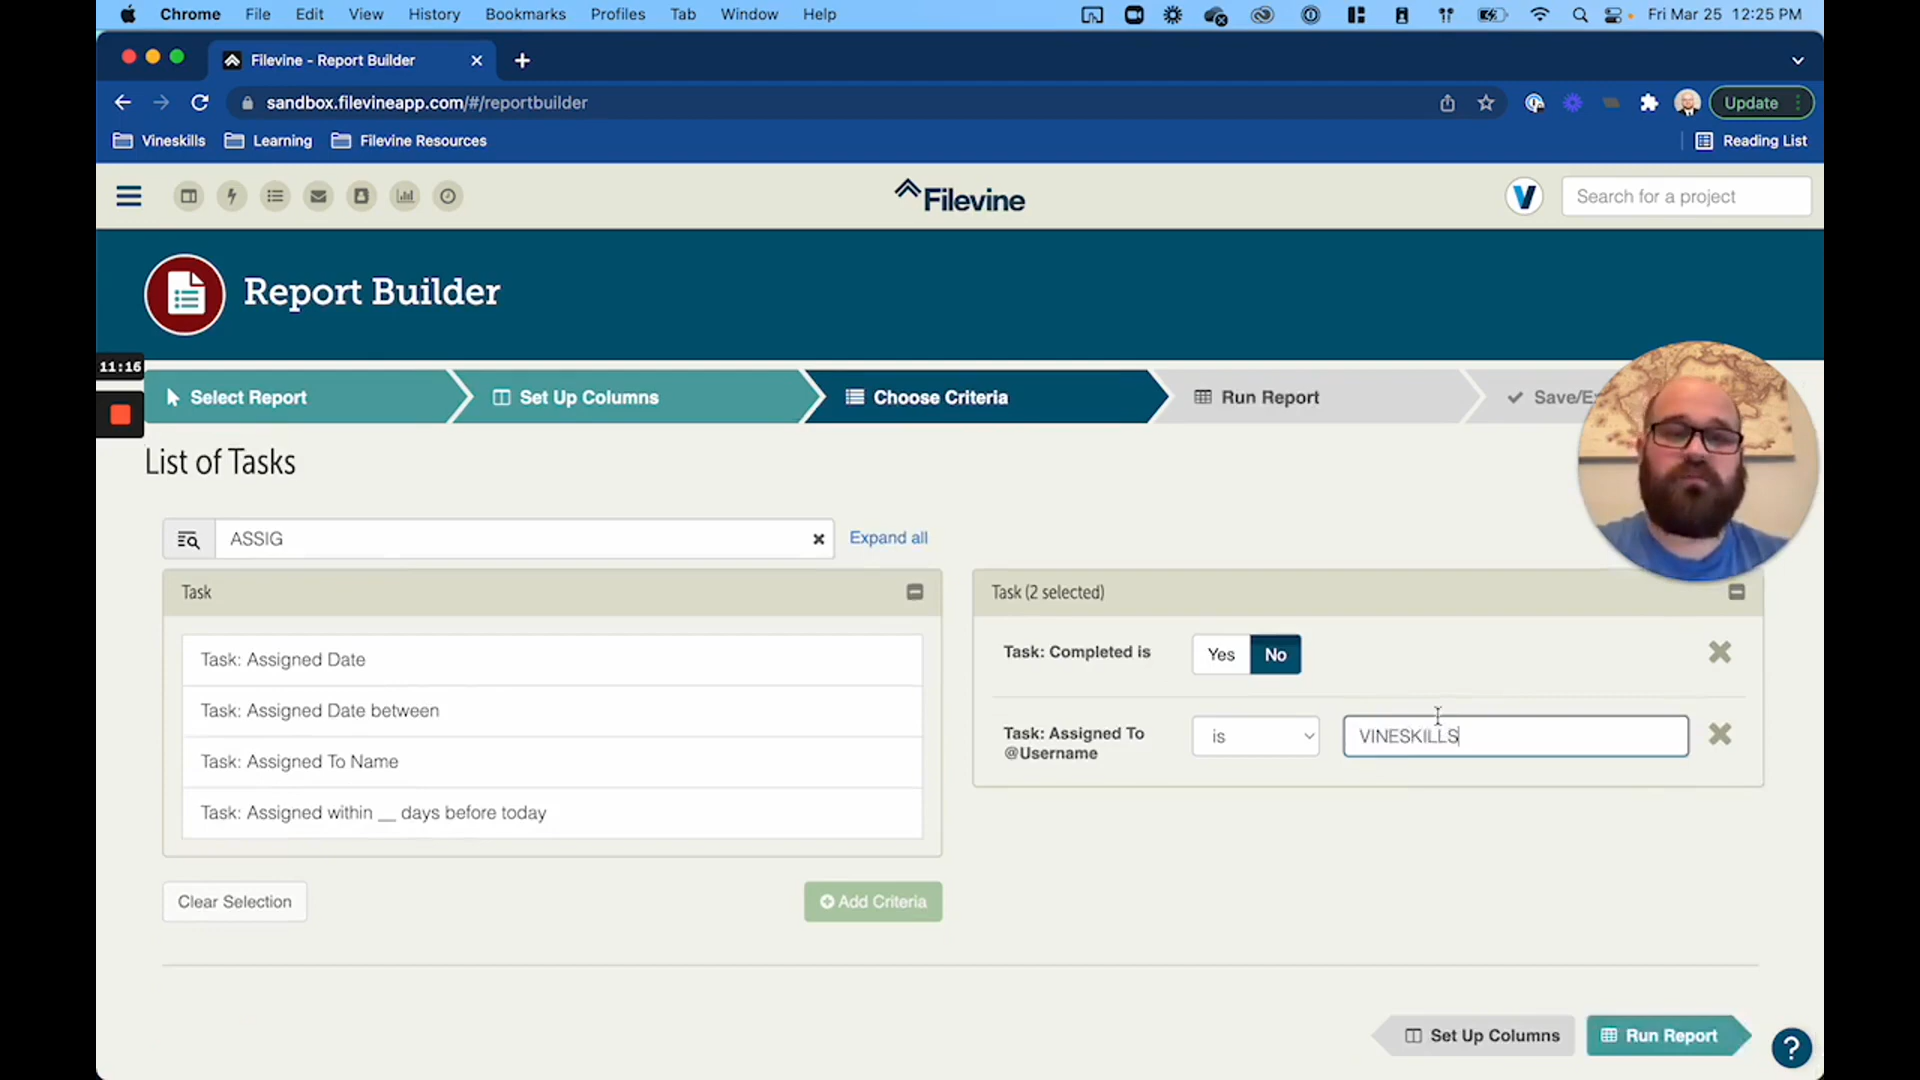 Chrome File Edit View History Bookmarks Profiles Tab Window Help Fri Mar 25 12:25 PM
Filevine - Report Builder
sandbox.filevineapp.com/#/reportbuilder Update
Vineskills Learning Filevine Resources Reading List
Filevine V Search for a project
Report Builder
11:16
Select Report Set Up Columns Choose Criteria Run Report Save/E
List of Tasks
ASSIG Expand all
Task
Task: Assigned Date
Task: Assigned Date between
Task: Assigned To Name
Task: Assigned within __ days before today
Clear Selection Add Criteria
Task (2 selected)
Task: Completed is Yes No
Task: Assigned To
@Username
is VINESKILLS
Set Up Columns Run Report ?